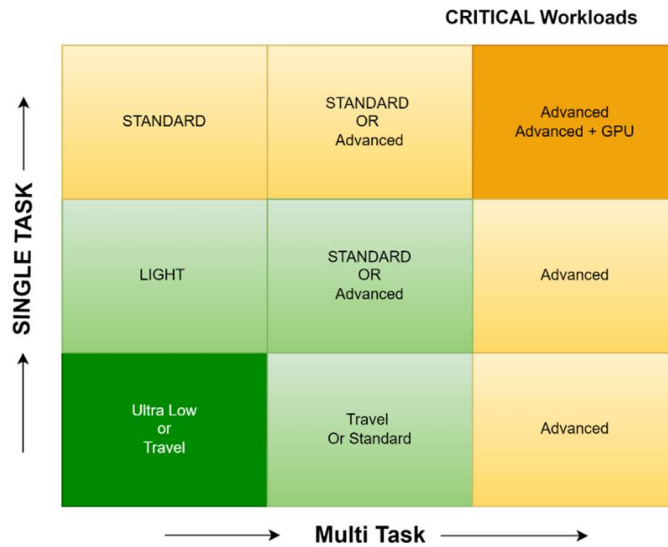 CRITICAL Workloads
STANDARD
STANDARD
OR
Advanced
Advanced
Advanced + GPU
SINGLE TASK
LIGHT
STANDARD
OR
Advanced
Advanced
Ultra Low
or
Travel
Travel
Or Standard
Advanced
Multi Task